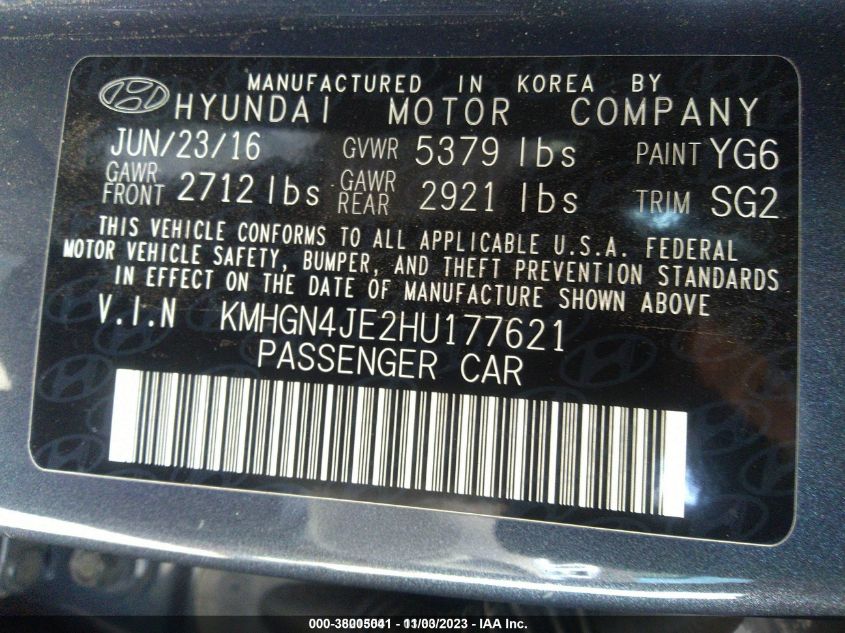 MANUFACTURED IN KOREA BY
HYUNDAI MOTOR COMPANY
JUN/23/16 GVWR 5379 lbs PAINT YG6
GAWR FRONT 2712 lbs GAWR REAR 2921 lbs TRIM SG2
THIS VEHICLE CONFORMS TO ALL APPLICABLE U.S.A. FEDERAL
MOTOR VEHICLE SAFETY, BUMPER, AND THEFT PREVENTION STANDARDS
IN EFFECT ON THE DATE OF MANUFACTURE SHOWN ABOVE
V.I.N KMHGN4JE2HU177621
PASSENGER CAR
- IAA Inc.